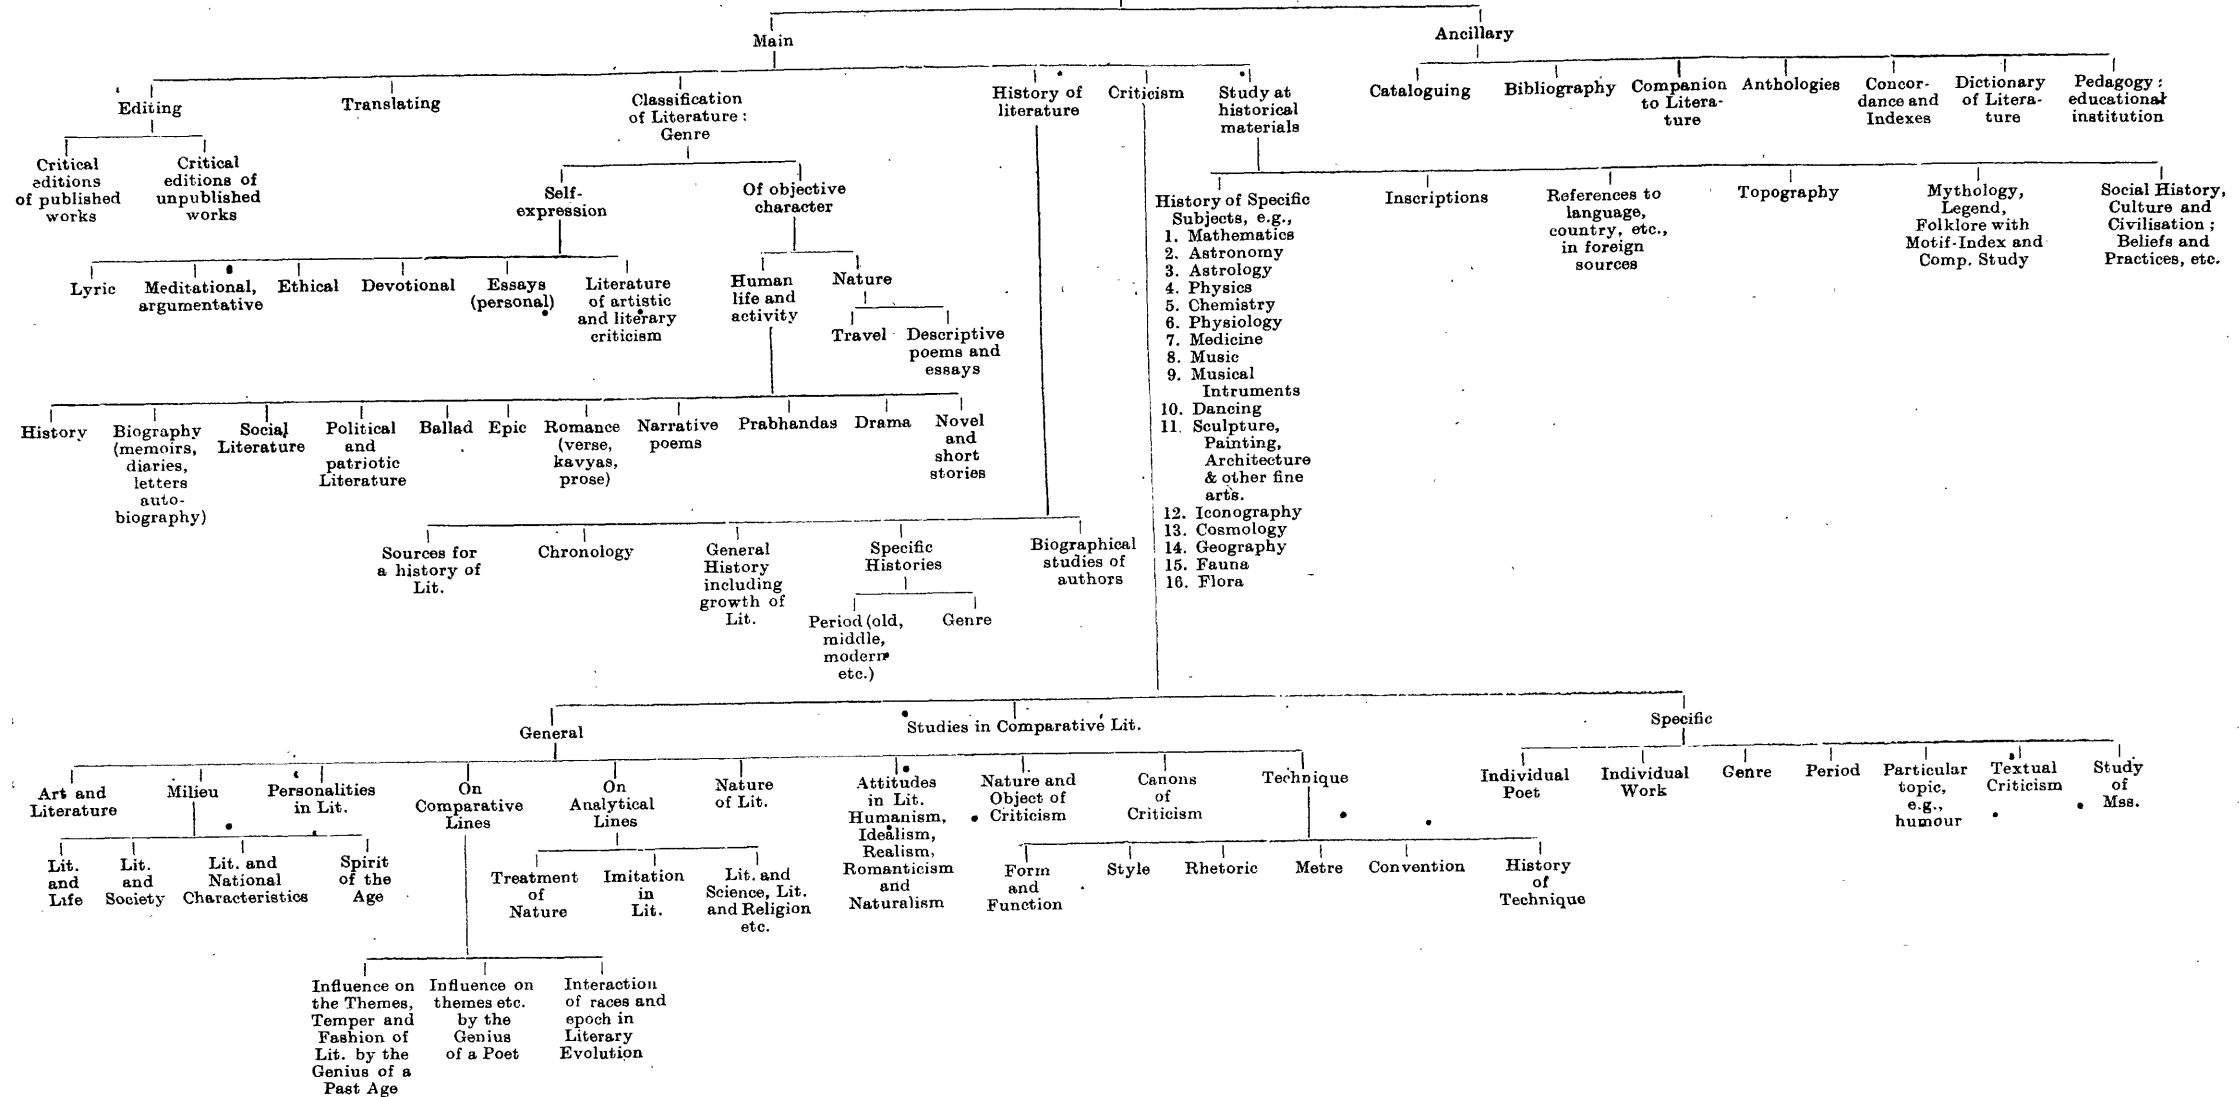 Main
Ancillary
Editing
Translating
Classification
of Literature :
Genre
History of
literature
Criticism
Study at
historical
materials
Cataloguing
Bibliography
Companion
to Litera-
ture
Anthologies
Concor-
dance and
Indexes
Dictionary
of Litera-
ture
Pedagogy :
educational
institution
Critical
editions
of published
works
Critical
editions of
unpublished
works
Self-
expression
Of objective
character
History of Specific
Subjects, e.g.,
1. Mathematics
2. Astronomy
3. Astrology
4. Physics
5. Chemistry
6. Physiology
7. Medicine
8. Music
9. Musical
Intruments
10. Dancing
11. Sculpture,
Painting,
Architecture
& other fine
arts.
12. Iconography
13. Cosmology
14. Geography
15. Fauna
16. Flora
Inscriptions
References to
language,
country, etc.,
in foreign
sources
Topography
Mythology,
Legend,
Folklore with
Motif-Index and
Comp. Study
Social History,
Culture and
Civilisation ;
Beliefs and
Practices, etc.
Lyric
Meditational,
argumentative
Ethical
Devotional
Essays
(personal)
Literature
of artistic
and literary
criticism
Human
life and
activity
Nature
Travel
Descriptive
poems and
essays
History
Biography
(memoirs,
diaries,
letters
auto-
biography)
Social
Literature
Political
and
patriotic
Literature
Ballad
Epic
Romance
(verse,
kavyas,
prose)
Narrative
poems
Prabhandas
Drama
Novel
and
short
stories
Sources for
a history of
Lit.
Chronology
General
History
including
growth of
Lit.
Specific
Histories
Biographical
studies of
authors
Period (old,
middle,
modern
etc.)
Genre
General
Studies in Comparative Lit.
Specific
Art and
Literature
Milieu
Personalities
in Lit.
On
Comparative
Lines
On
Analytical
Lines
Nature
of Lit.
Attitudes
in Lit.
Humanism,
Idealism,
Realism,
Romanticism
and
Naturalism
Nature and
Object of
Criticism
Canons
of
Criticism
Technique
Individual
Poet
Individual
Work
Genre
Period
Particular
topic,
e.g.,
humour
Textual
Criticism
Study
of
Mss.
Lit.
and
Life
Lit.
and
Society
Lit. and
National
Characteristics
Spirit
of the
Age
Treatment
of
Nature
Imitation
in
Lit.
Lit. and
Science, Lit.
and Religion
etc.
Form
and
Function
Style
Rhetoric
Metre
Convention
History
of
Technique
Influence on
the Themes,
Temper and
Fashion of
Lit. by the
Genius of a
Past Age
Influence on
themes etc.
by the
Genius
of a Poet
Interaction
of races and
epoch in
Literary
Evolution